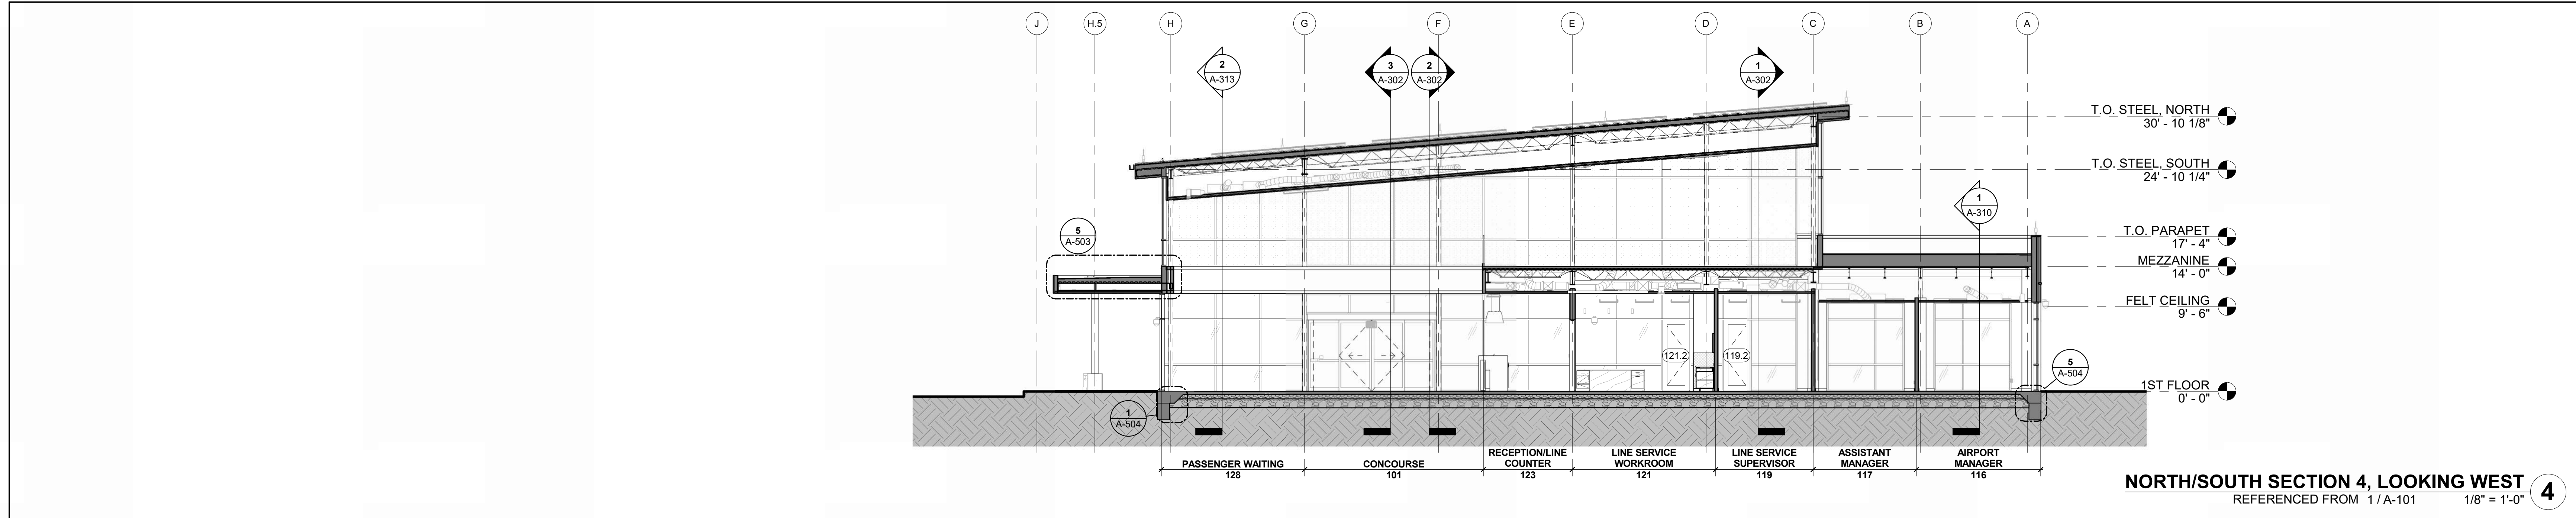 J
H.5
H
G
F
E
D
C
B
A
2
A-313
3
A-302
2
A-302
1
A-302
T.O. STEEL, NORTH
30' - 10 1/8"
T.O. STEEL, SOUTH
24' - 10 1/4"
1
A-310
5
A-503
T.O. PARAPET
17' - 4"
MEZZANINE
14' - 0"
FELT CEILING
9' - 6"
121.2
119.2
5
A-504
1ST FLOOR
0' - 0"
1
A-504
PASSENGER WAITING
128
CONCOURSE
101
RECEPTION/LINE
COUNTER
123
LINE SERVICE
WORKROOM
121
LINE SERVICE
SUPERVISOR
119
ASSISTANT
MANAGER
117
AIRPORT
MANAGER
116
NORTH/SOUTH SECTION 4, LOOKING WEST
REFERENCED FROM 1 / A-101 1/8" = 1'-0"
4